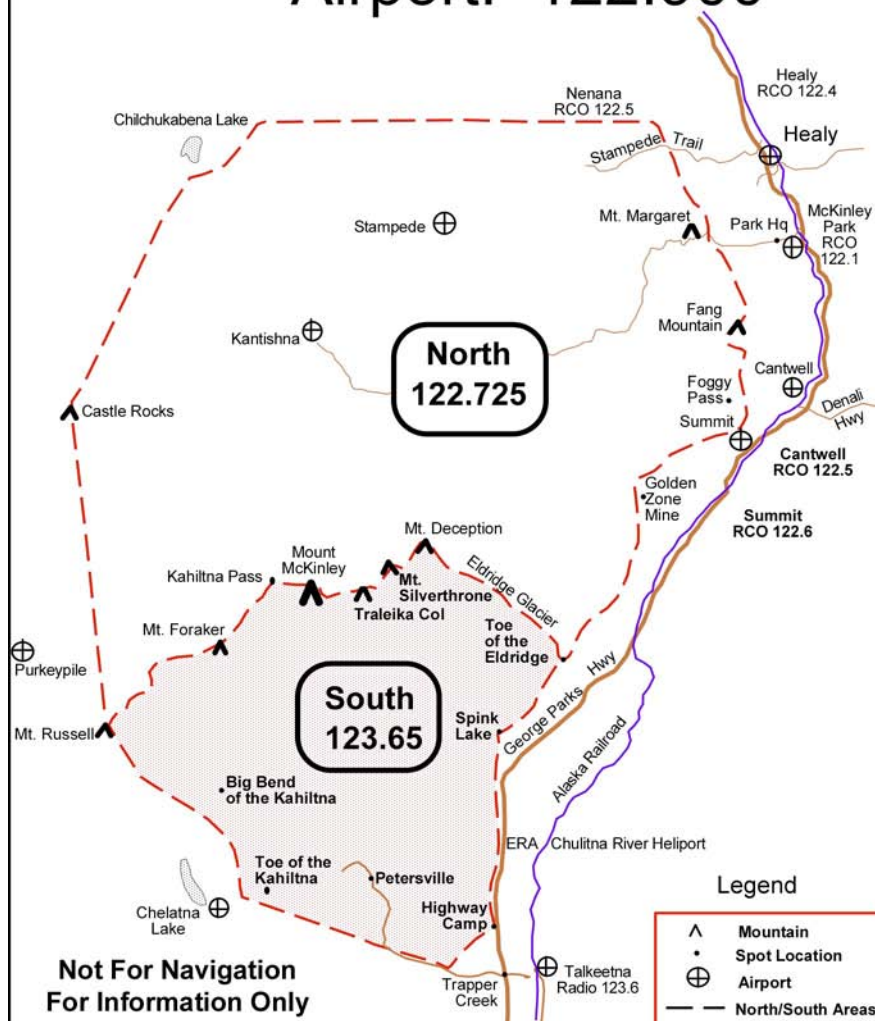 Nenana
RCO 122.5
Healy
RCO 122.4
Chilchukabena Lake
Healy
Stampede Trail
McKinley
Park
RCO
122.1
Mt. Margaret
Park Hq
Stampede
Fang
Mountain
Kantishna
North
122.725
Cantwell
Foggy
Pass
Denali
Hwy
Castle Rocks
Summit
Cantwell
RCO 122.5
Golden
Zone
Mine
Summit
RCO 122.6
Mt. Deception
Mount
McKinley
Kahiltna Pass
Eldridge Glacier
Mt.
Silverthrone
Traleika Col
Mt. Foraker
Toe
of the
Eldridge
Purkeypile
South
123.65
George Parks Hwy
Mt. Russell
Spink
Lake
Alaska Railroad
Big Bend
of the Kahiltna
ERA Chulitna River Heliport
Toe of the
Kahiltna
Petersville
Legend
Chelatna
Lake
Highway
Camp
Mountain
Spot Location
Airport
North/South Areas
Not For Navigation
For Information Only
Trapper
Creek
Talkeetna
Radio 123.6